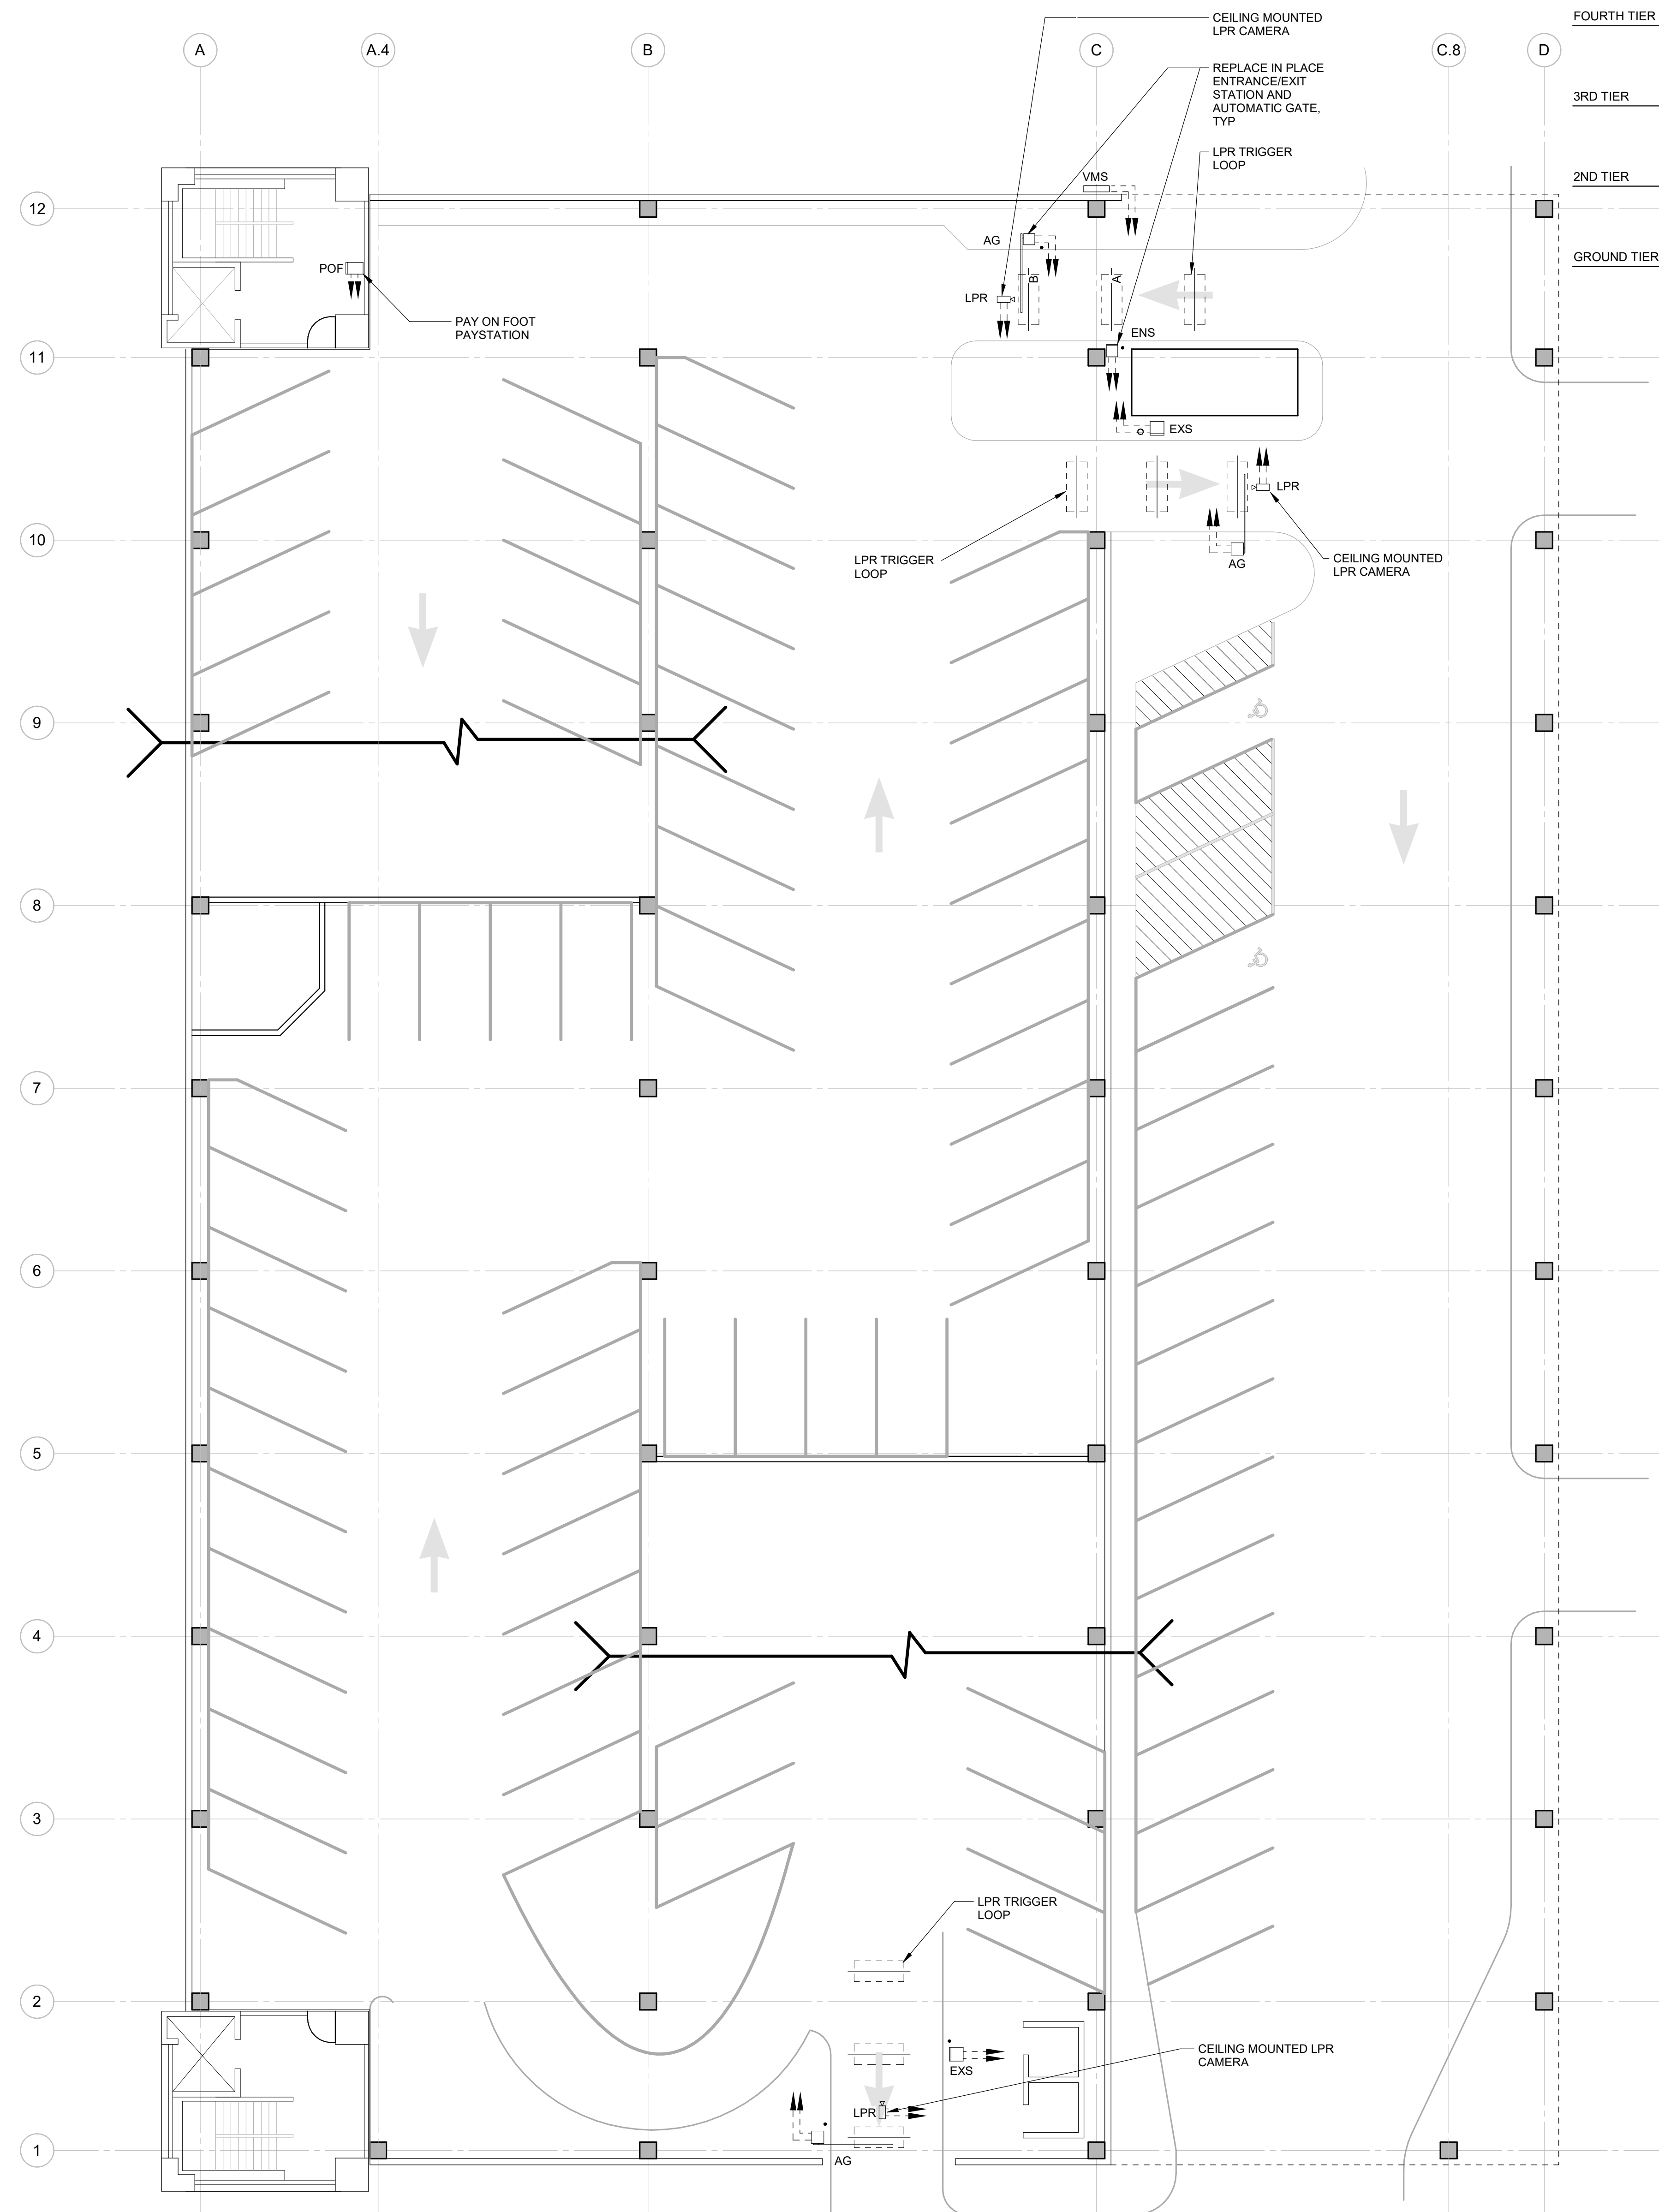 CEILING MOUNTED
LPR CAMERA
FOURTH TIER
A
A.4
B
C
C.8
D
REPLACE IN PLACE
ENTRANCE/EXIT
STATION AND
AUTOMATIC GATE,
TYP
3RD TIER
LPR TRIGGER
LOOP
VMS
2ND TIER
12
AG
GROUND TIER
POF
B
A
LPR
PAY ON FOOT
PAYSTATION
ENS
11
EXS
LPR
10
LPR TRIGGER
LOOP
AG
CEILING MOUNTED
LPR CAMERA
9
8
7
6
5
4
3
LPR TRIGGER
LOOP
2
EXS
CEILING MOUNTED LPR
CAMERA
LPR
1
AG